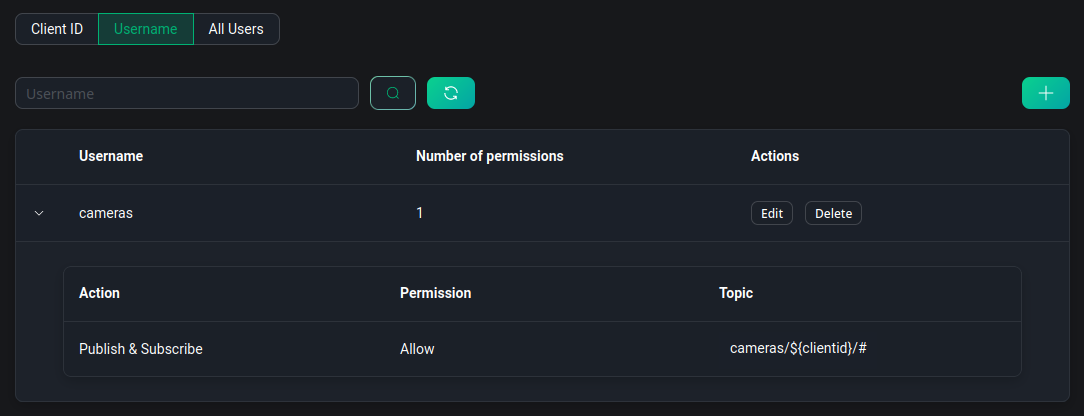 Client ID Username All Users
Username
Username Number of permissions Actions
cameras 1 Edit Delete
Action Permission Topic
Publish & Subscribe Allow cameras/${clientid}/#